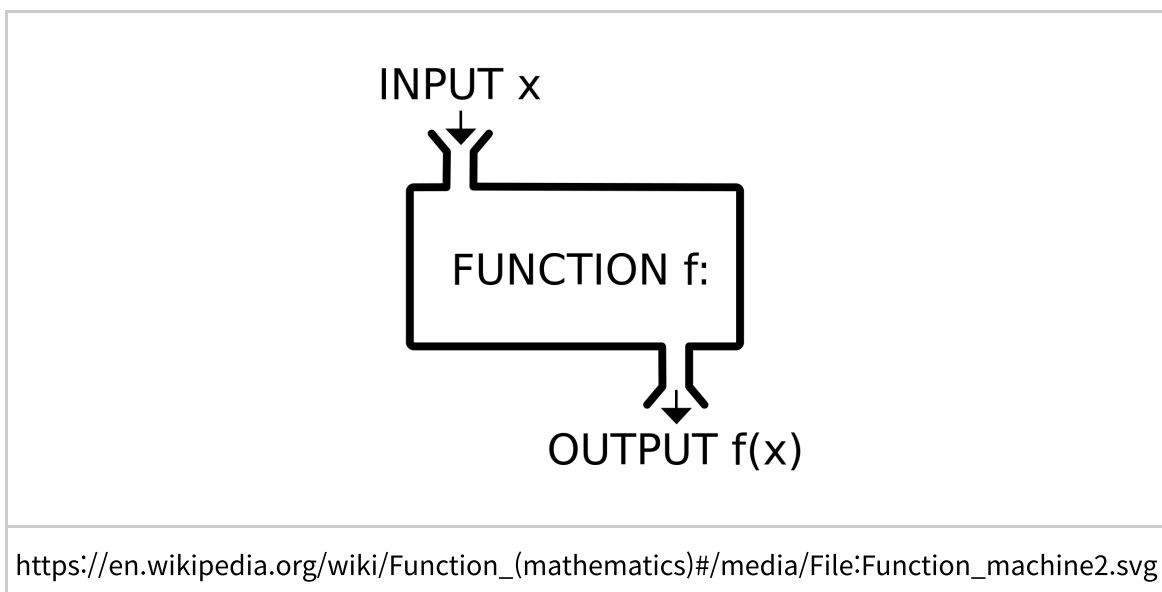 INPUT x
FUNCTION f:
OUTPUT f(x)
https://en.wikipedia.org/wiki/Function_(mathematics)#/media/File:Function_machine2.svg